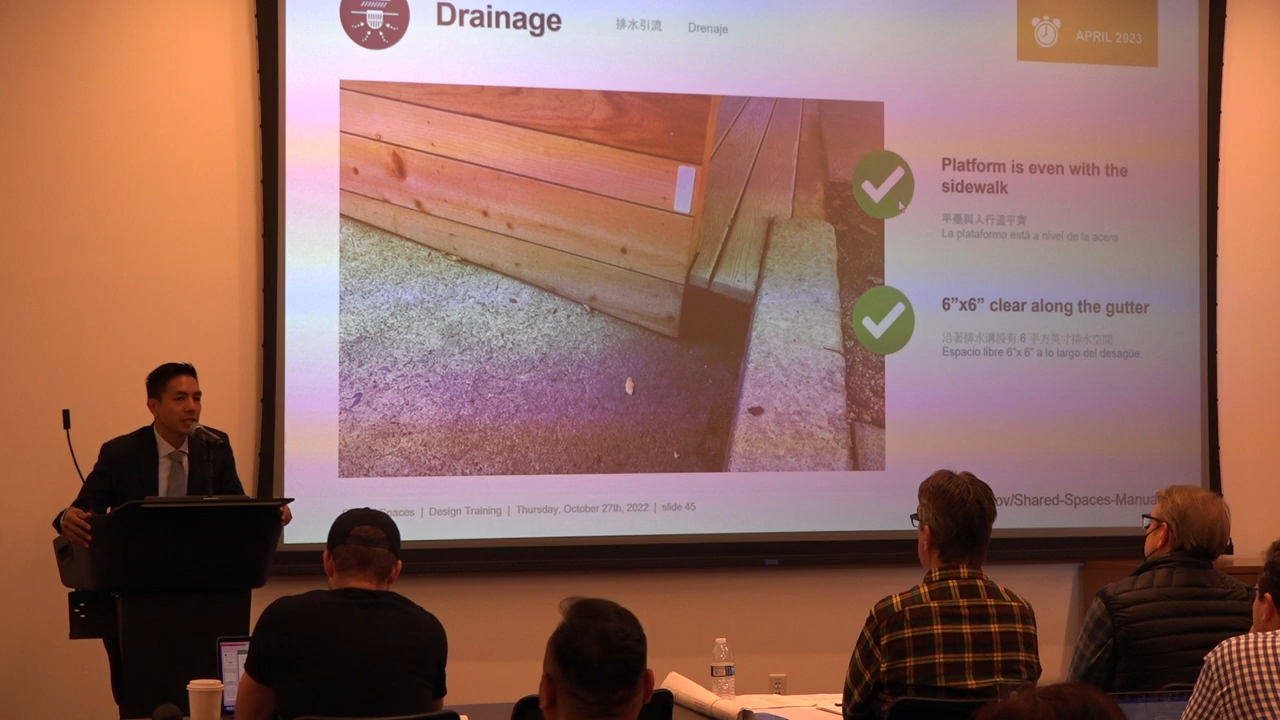 Drainage
排水引流
Drenaje
APRIL 2023
Platform is even with the
sidewalk
平臺與人行道平齊
La plataforma está a nivel de la acera
6”x6” clear along the gutter
沿著排水溝設有 6 平方英寸排水空間
Espacio libre 6"x 6" a lo largo del desagüe.
Spaces | Design Training | Thursday, October 27th, 2022 | slide 45
ov/Shared-Spaces-Manua